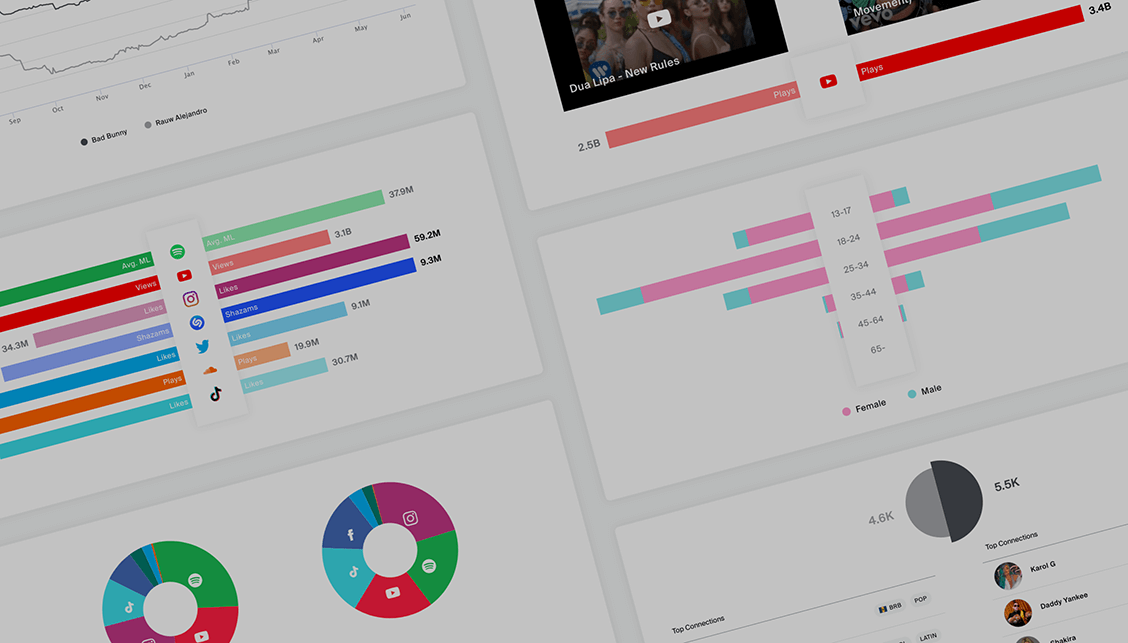 Sep
Oct
Nov
Dec
Jan
Feb
Mar
Apr
May
Jun
Bad Bunny
Rauw Alejandro
Dua Lipa - New Rules
vevo
2.5B
Plays
Plays
3.4B
Avg. ML
Avg. ML
37.9M
Views
Views
3.1B
34.3M
Likes
Likes
59.2M
Shazams
Shazams
9.3M
Likes
Likes
9.1M
Plays
Plays
19.9M
Likes
Likes
30.7M
13-17
18-24
25-34
35-44
45-64
65-
Female
Male
4.6K
5.5K
Top Connections
BRB
POP
LATIN
Top Connections
Karol G
Daddy Yankee
Shakira